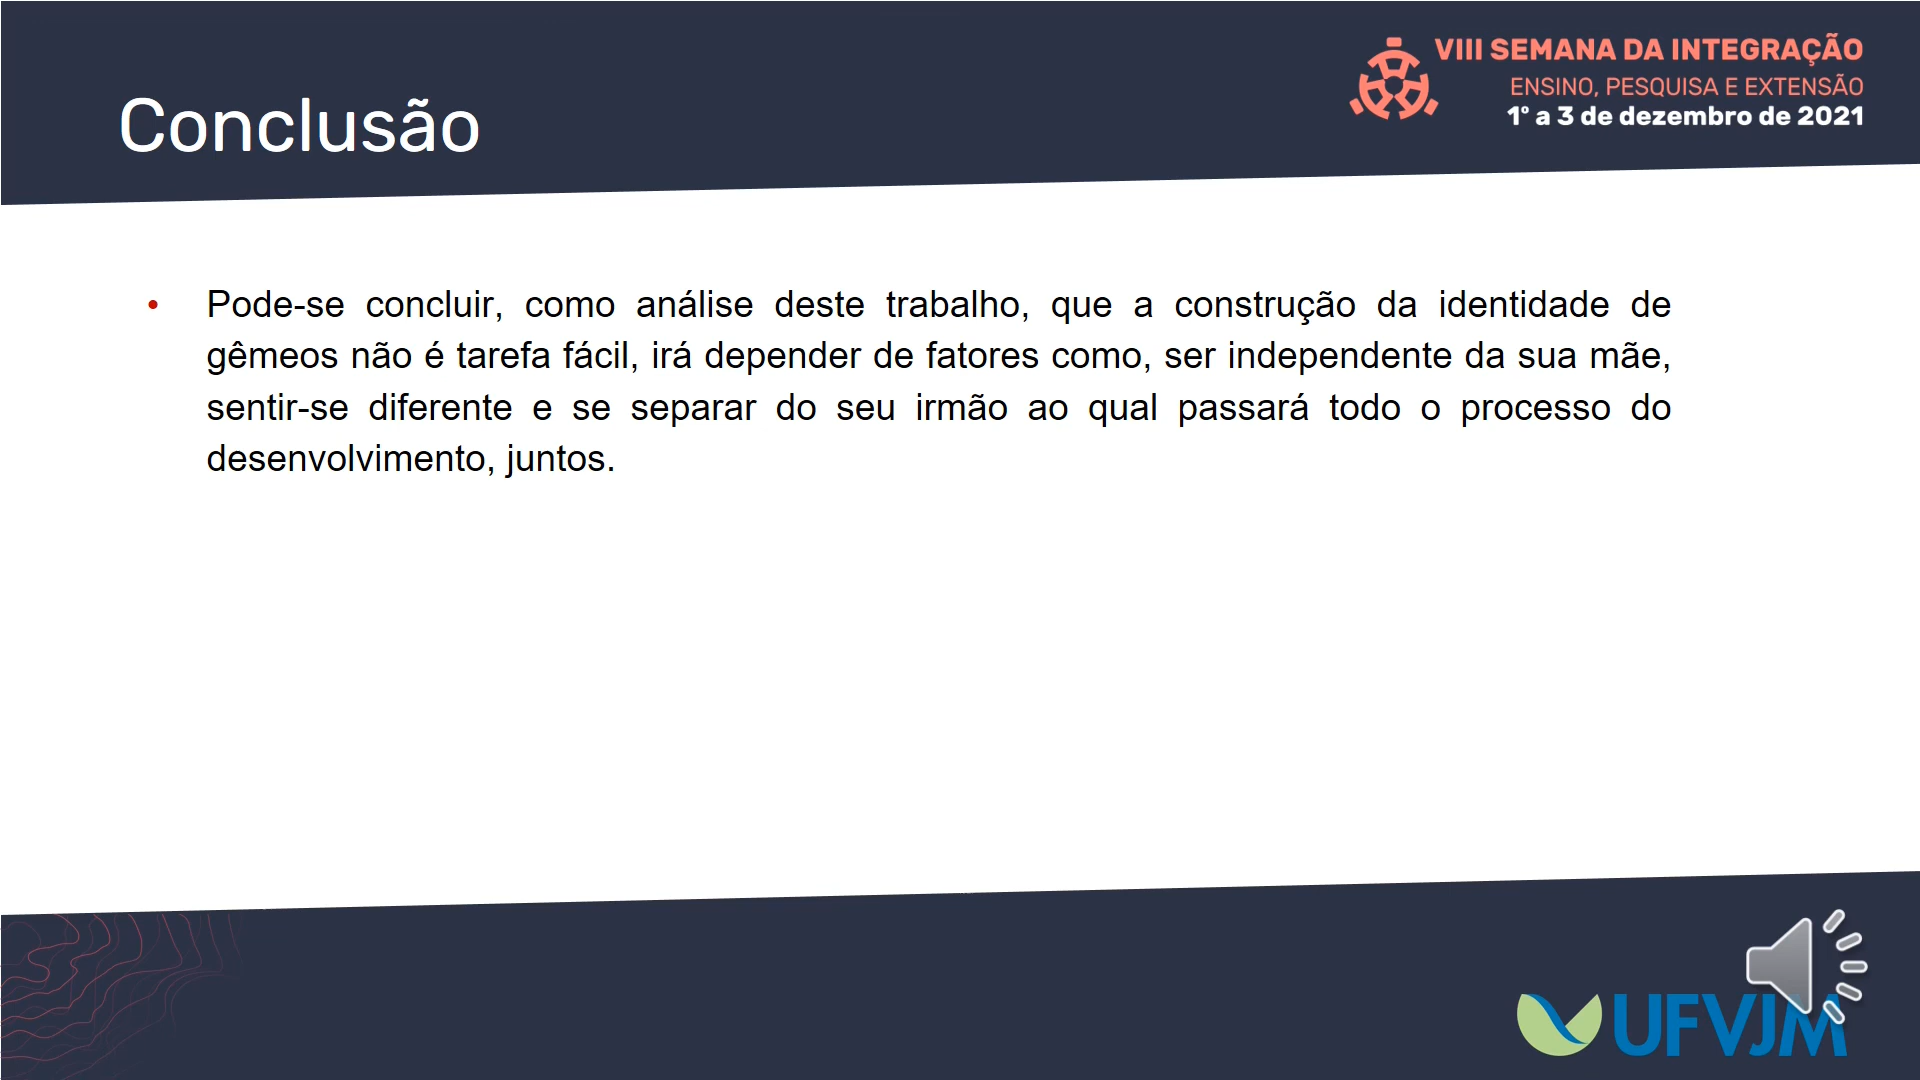 VIII SEMANA DA INTEGRAÇÃO
ENSINO, PESQUISA E EXTENSÃO
1º a 3 de dezembro de 2021
Conclusão
• Pode-se concluir, como análise deste trabalho, que a construção da identidade de
gêmeos não é tarefa fácil, irá depender de fatores como, ser independente da sua mãe,
sentir-se diferente e se separar do seu irmão ao qual passará todo o processo do
desenvolvimento, juntos.
UFVJM